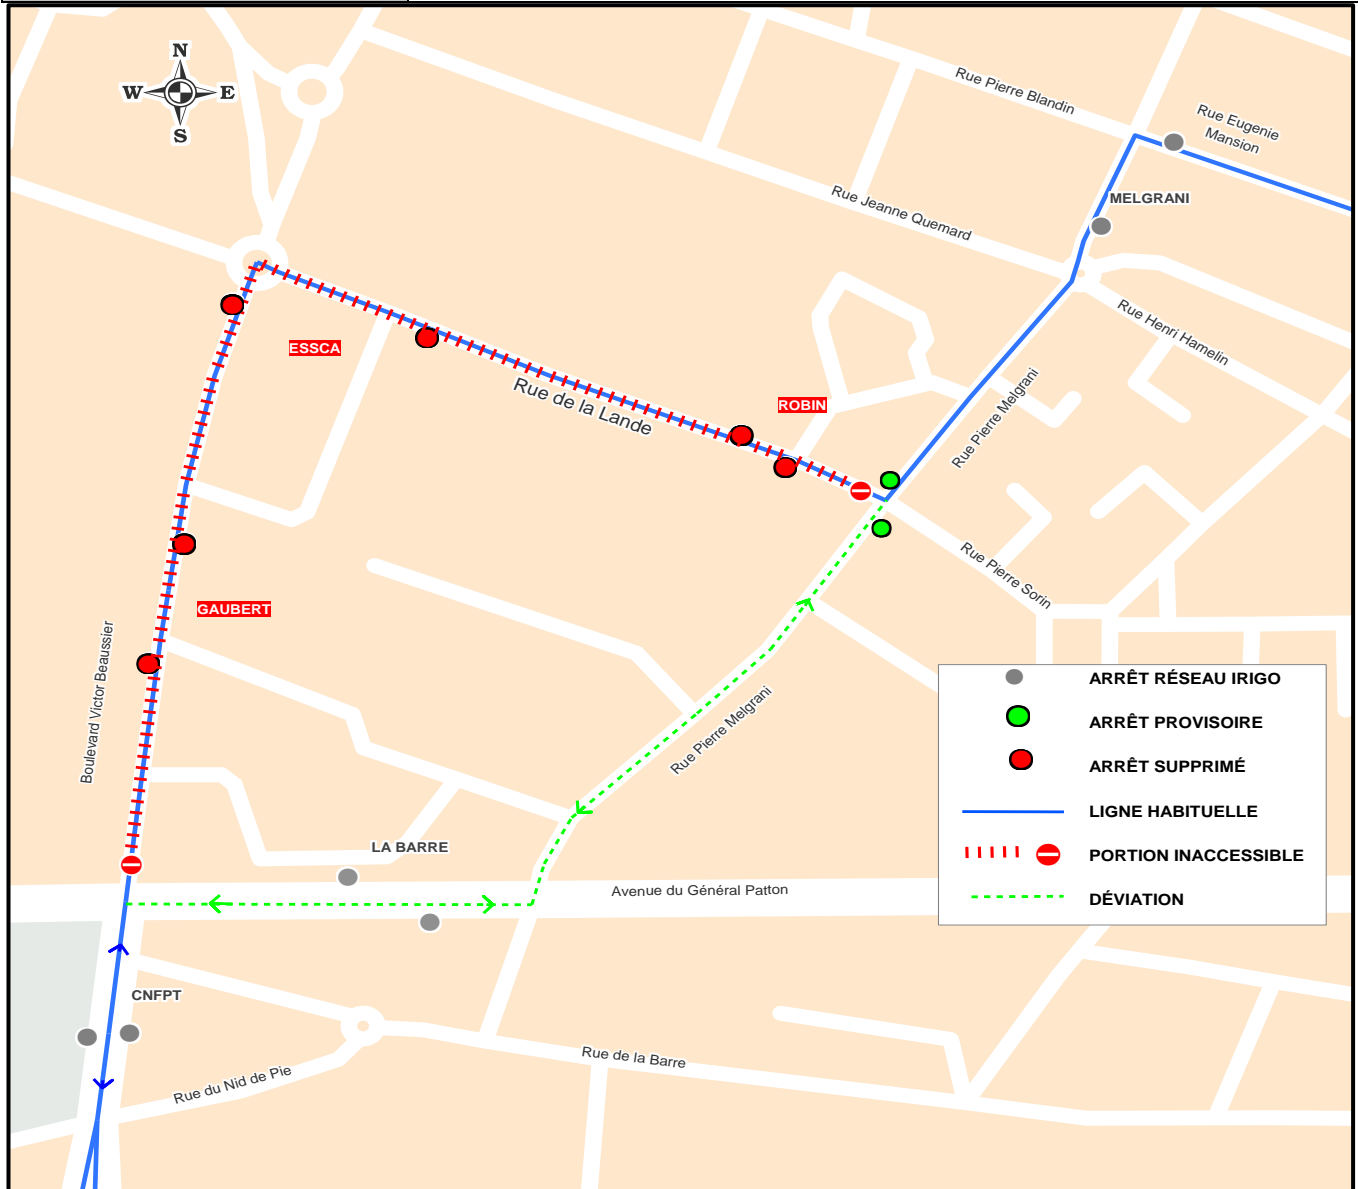 N
W E
S
Rue Pierre Blandin
Rue Eugenie
Mansion
MELGRANI
Rue Jeanne Quemard
Rue Henri Hamelin
ESSCA
Rue de la Lande
ROBIN
Rue Pierre Melgrani
Rue Pierre Sorin
GAUBERT
Boulevard Victor Beaussier
Rue Pierre Melgrani
ARRÊT RÉSEAU IRIGO
ARRÊT PROVISOIRE
ARRÊT SUPPRIMÉ
LIGNE HABITUELLE
PORTION INACCESSIBLE
DÉVIATION
LA BARRE
Avenue du Général Patton
CNFPT
Rue de la Barre
Rue du Nid de Pie